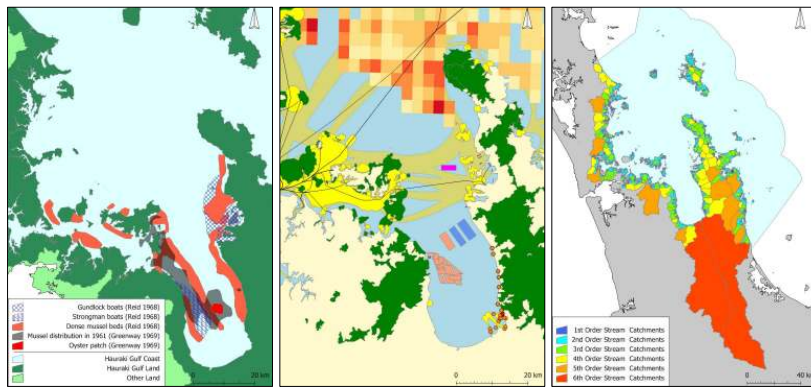 Gundlock boats (Reid 1968)
Strongman boats (Reid 1968)
Dense mussel beds (Reid 1968)
Mussel distribution in 1961 (Greenway 1969)
Oyster patch (Greenway 1969)
Hauraki Gulf Coast
Hauraki Gulf Land
Other Land
0 20 km
0 20 km
1st Order Stream Catchments
2nd Order Stream Catchments
3rd Order Stream Catchments
4th Order Stream Catchments
5th Order Stream Catchments
6th Order Stream Catchments
0 40 km